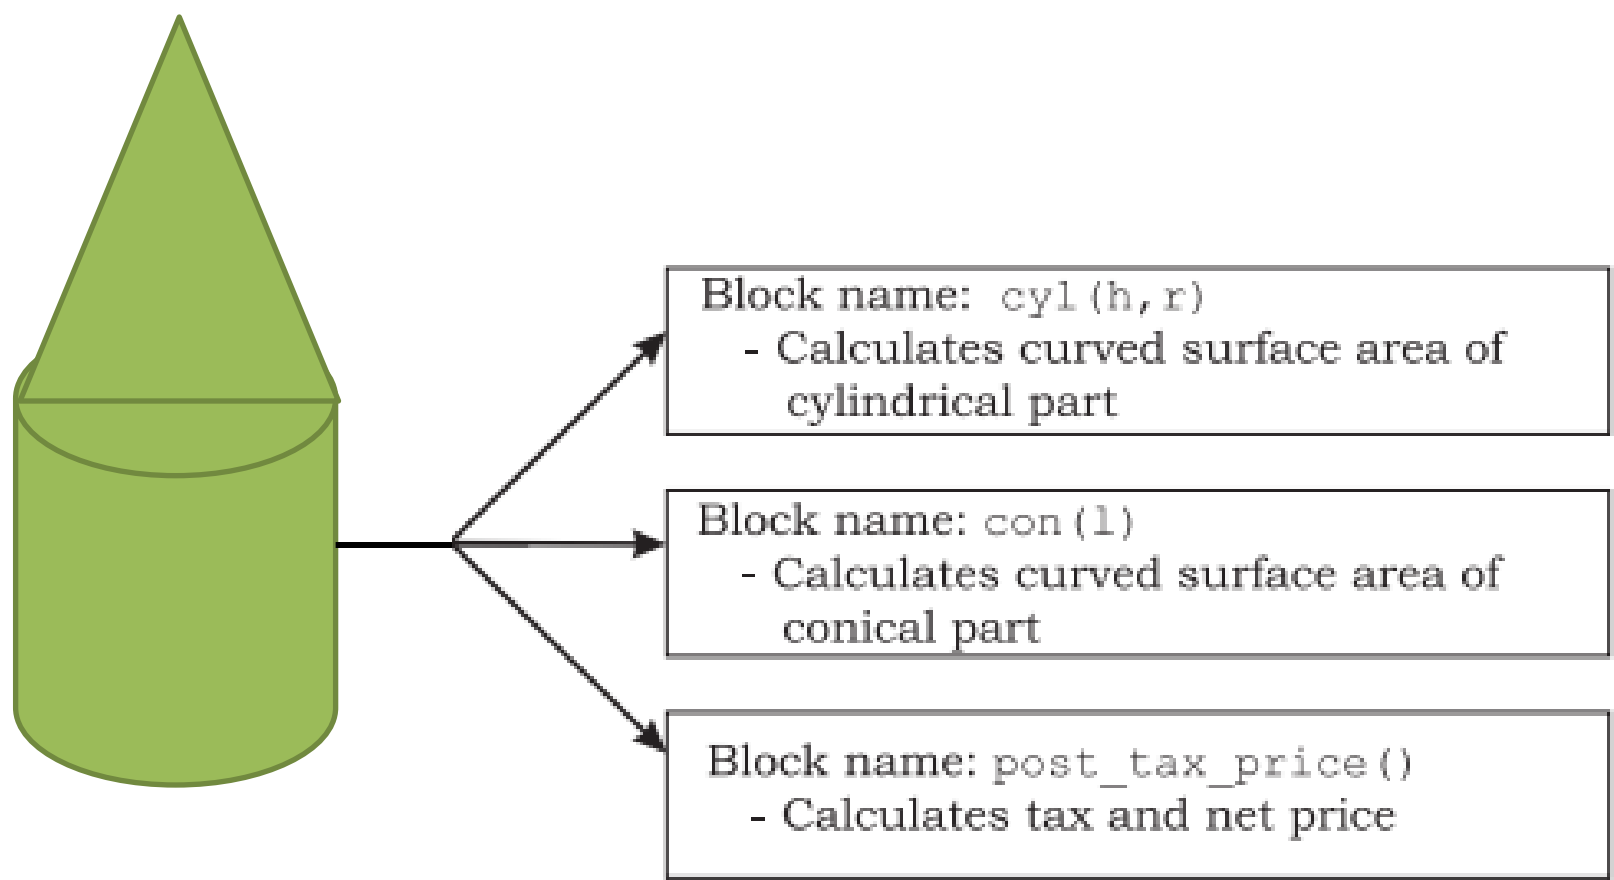 Block name: cyl(h,r)
- Calculates curved surface area of
cylindrical part
Block name: con(l)
- Calculates curved surface area of
conical part
Block name: post_tax_price()
- Calculates tax and net price